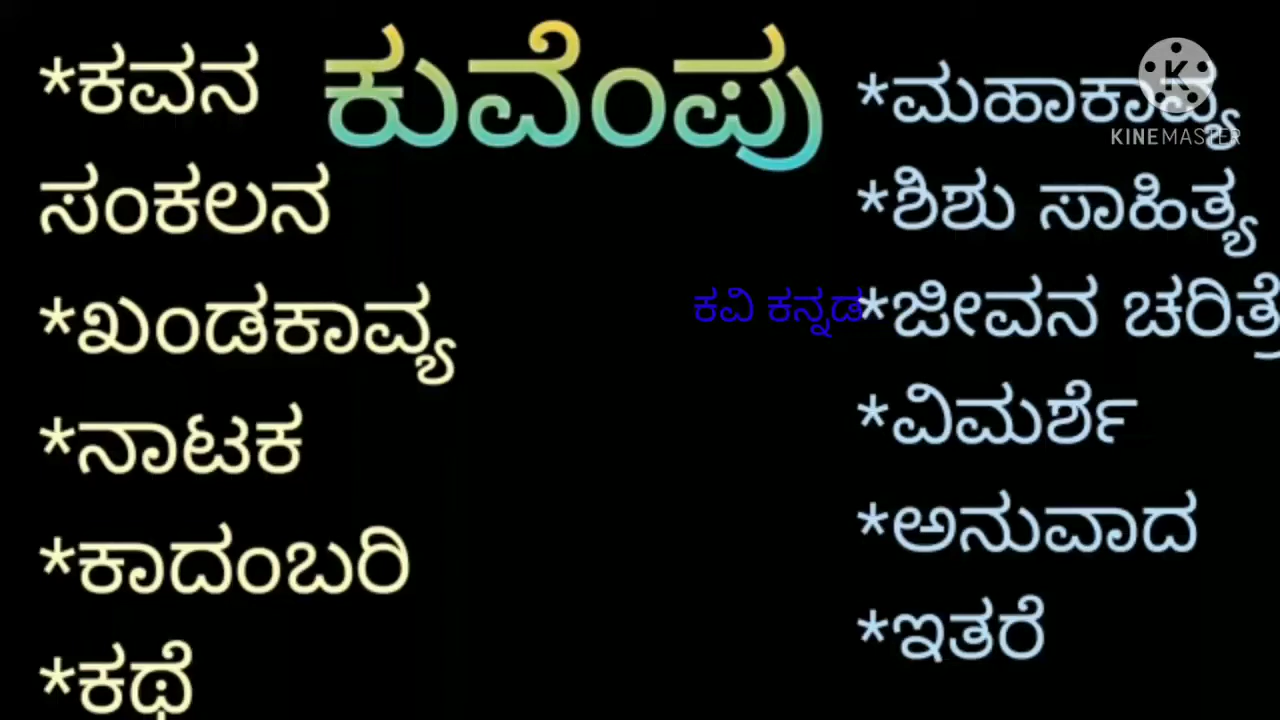 ಕುವೆಂಪು
*ಕವನ
ಸಂಕಲನ
*ಖಂಡಕಾವ್ಯ
*ನಾಟಕ
*ಕಾದಂಬರಿ
*ಕಥೆ
ಕವಿ ಕನ್ನಡ
*ಮಹಾಕಾವ್ಯ
*ಶಿಶು ಸಾಹಿತ್ಯ
*ಜೀವನ ಚರಿತ್ರೆ
*ವಿಮರ್ಶೆ
*ಅನುವಾದ
*ಇತರೆ
K
KINEMASTER